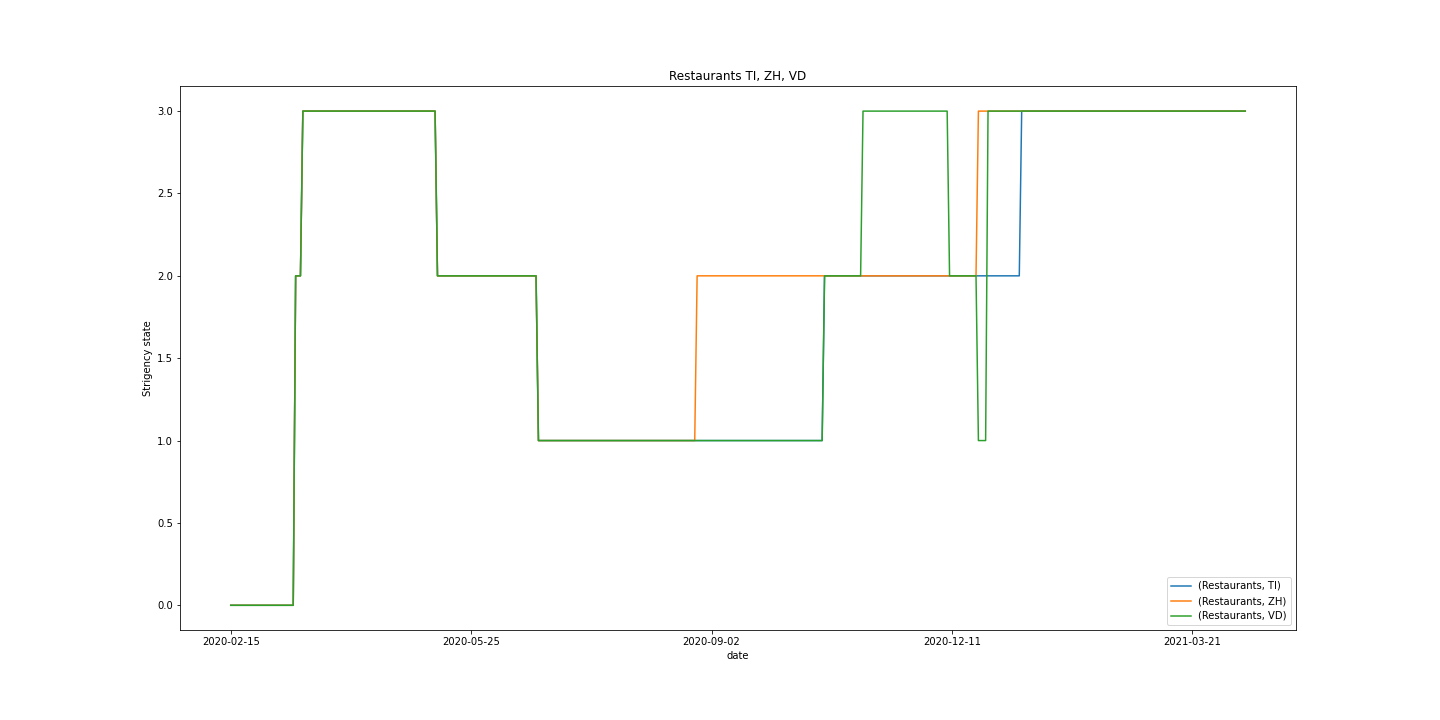 Restaurants TI, ZH, VD
3.0
2.5
2.0
1.5
1.0
0.5
0.0
Strigency state
2020-02-15
2020-05-25
2020-09-02
2020-12-11
2021-03-21
date
(Restaurants, TI)
(Restaurants, ZH)
(Restaurants, VD)